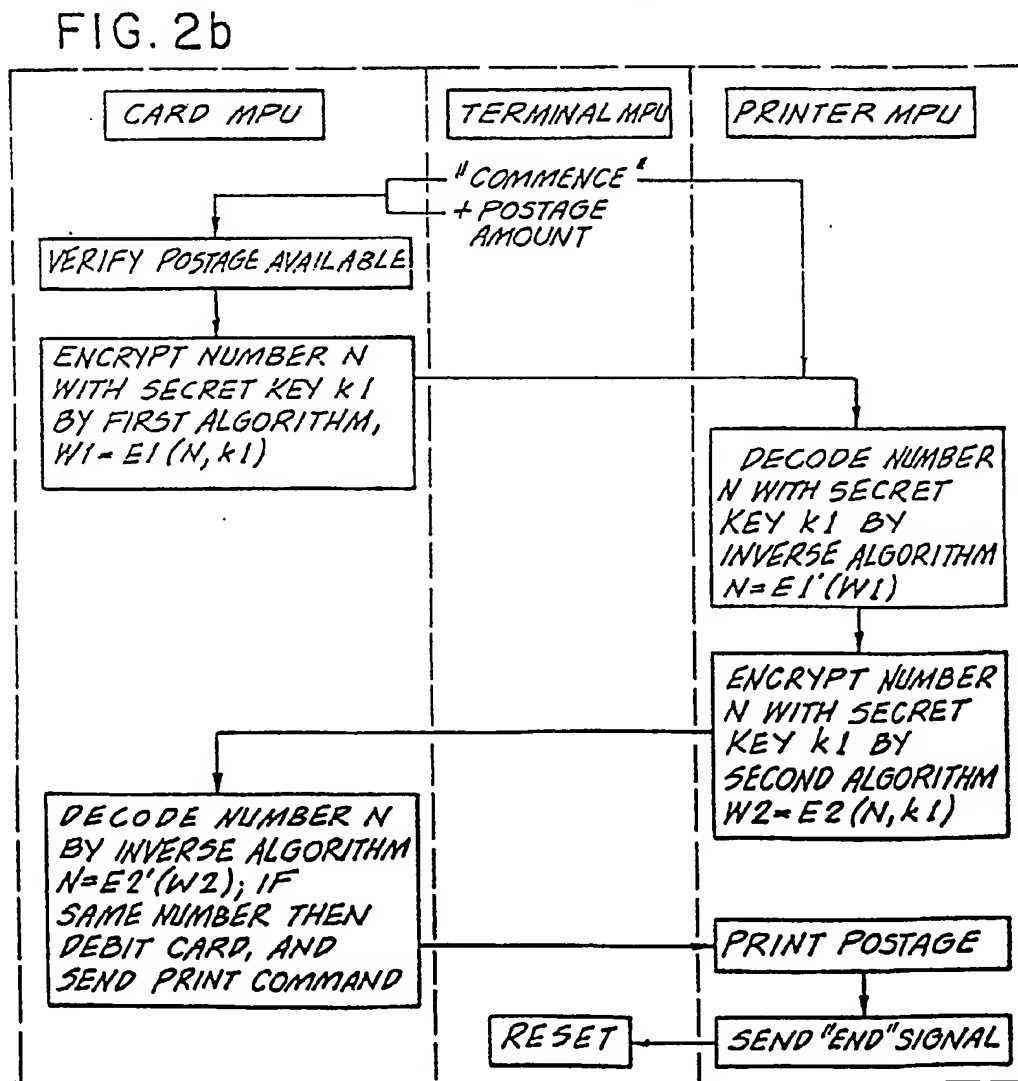 FIG. 2b
CARD MPU
TERMINAL MPU
PRINTER MPU
"COMMENCE"
+ POSTAGE
AMOUNT
VERIFY POSTAGE AVAILABLE
ENCRYPT NUMBER N
WITH SECRET KEY k1
BY FIRST ALGORITHM,
W1=E1(N,k1)
DECODE NUMBER
N WITH SECRET
KEY k1 BY
INVERSE ALGORITHM
N=E1'(W1)
ENCRYPT NUMBER
N WITH SECRET
KEY k1 BY
SECOND ALGORITHM
W2=E2(N,k1)
DECODE NUMBER N
BY INVERSE ALGORITHM
N=E2'(W2); IF
SAME NUMBER THEN
DEBIT CARD, AND
SEND PRINT COMMAND
PRINT POSTAGE
SEND "END" SIGNAL
RESET